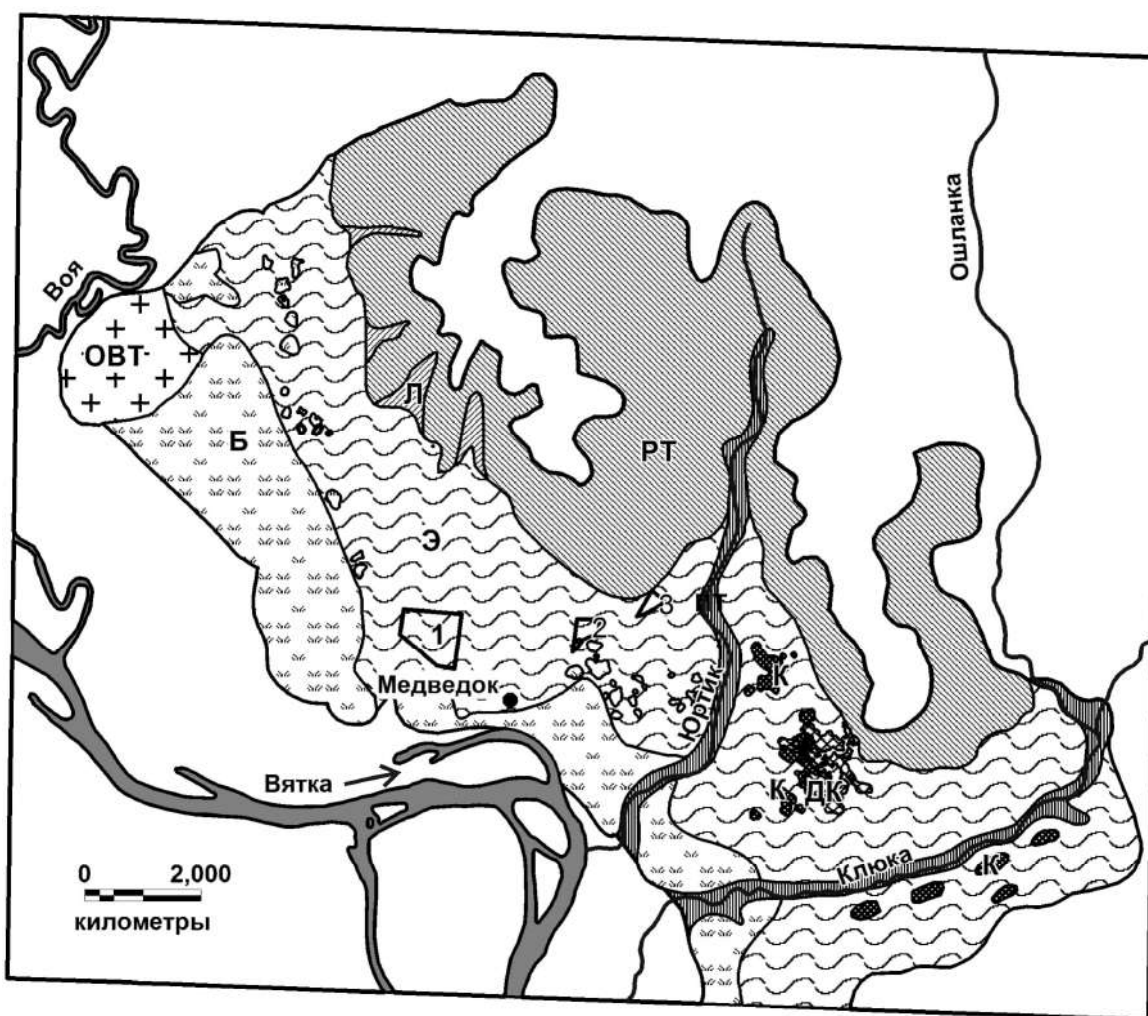 Ошланка
Воя
ОВТ
Л
РТ
Б
Э
3
1
2
Медведок
Юртик
К
Вятка
К
ДК
Клюка
К
0 2,000
километры